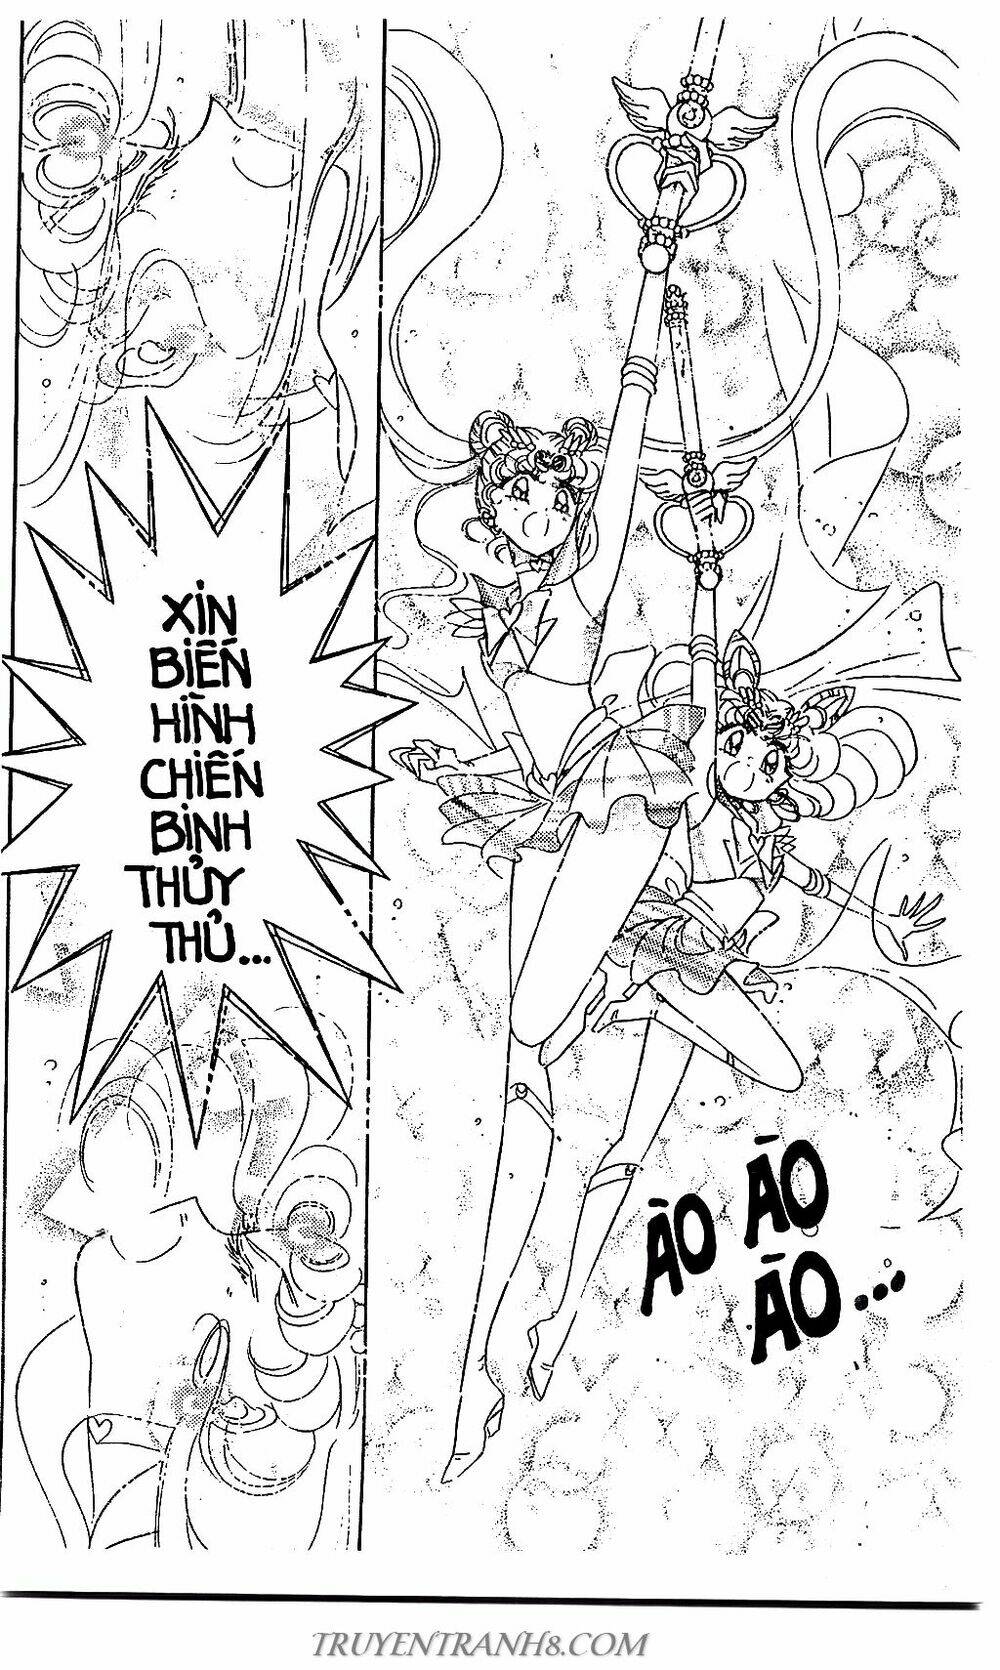 XIN
BIẾN
HÌNH
CHIẾN
BINH
THỦY
THỦ...
ÀO ÀO
ÀO...
TRUYENTRANH8.COM